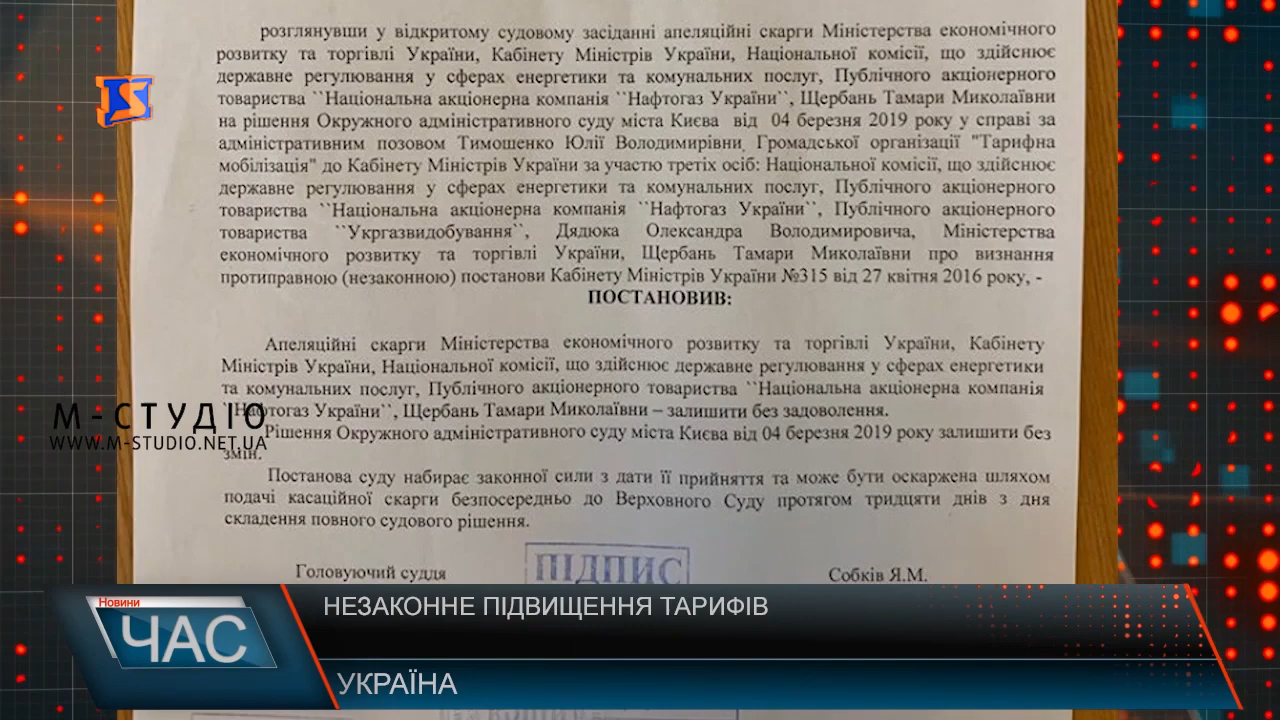 розглянувши у відкритому судовому засіданні апеляційні скарги Міністерства економічного
розвитку та торгівлі України, Кабінету Міністрів України, Національної комісії, що здійснює
державне регулювання у сферах енергетики та комунальних послуг, Публічного акціонерного
товариства ``Національна акціонерна компанія ``Нафтогаз України``, Щербань Тамари Миколаївни
на рішення Окружного адміністративного суду міста Києва від 04 березня 2019 року у справі за
адміністративним позовом Тимошенко Юлії Володимирівни, Громадської організації "Тарифна
мобілізація" до Кабінету Міністрів України за участю третіх осіб: Національної комісії, що здійснює
державне регулювання у сферах енергетики та комунальних послуг, Публічного акціонерного
товариства ``Національна акціонерна компанія ``Нафтогаз України``, Публічного акціонерного
товариства ``Укргазвидобування``, Дядюка Олександра Володимировича, Міністерства
економічного розвитку та торгівлі України, Щербань Тамари Миколаївни про визнання
протиправною (незаконною) постанови Кабінету Міністрів України №315 від 27 квітня 2016 року, -
ПОСТАНОВИВ:
Апеляційні скарги Міністерства економічного розвитку та торгівлі України, Кабінету
Міністрів України, Національної комісії, що здійснює державне регулювання у сферах енергетики
та комунальних послуг, Публічного акціонерного товариства ``Національна акціонерна компанія
``Нафтогаз України``, Щербань Тамари Миколаївни – залишити без задоволення.
Рішення Окружного адміністративного суду міста Києва від 04 березня 2019 року залишити без
змін.
Постанова суду набирає законної сили з дати її прийняття та може бути оскаржена шляхом
подачі касаційної скарги безпосередньо до Верховного Суду протягом тридцяти днів з дня
складення повного судового рішення.
Головуючий суддя ПІДПИС Собків Я.М.
М-СТУДІО
WWW.M-STUDIO.NET.UA
Новини
ЧАС
НЕЗАКОННЕ ПІДВИЩЕННЯ ТАРИФІВ
УКРАЇНА